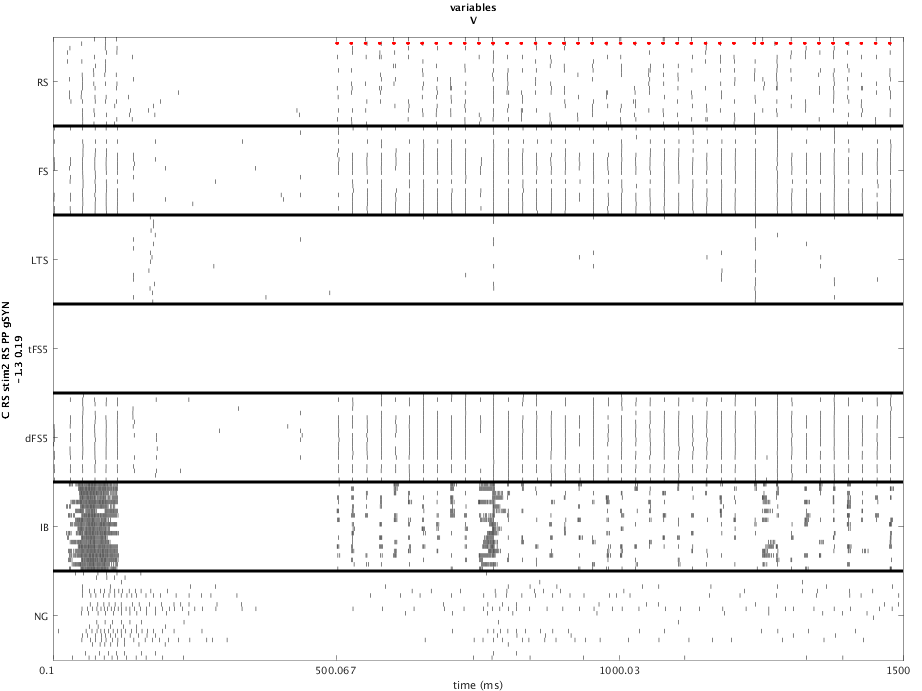 variables
V
RS
FS
LTS
tFS5
dFS5
IB
NG
C RS stim2 RS PP gSYN
-1.3 0.19
0.1
500.067
1000.03
1500
time (ms)